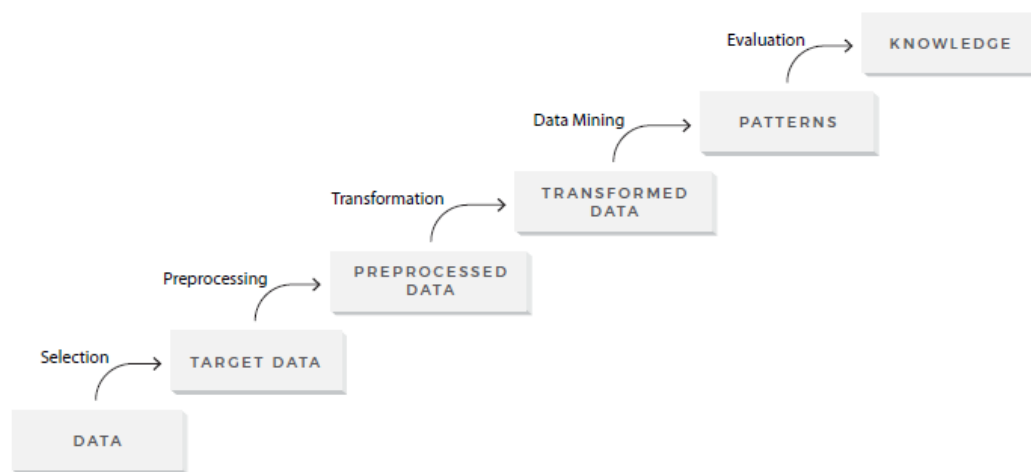 Evaluation
KNOWLEDGE
Data Mining
PATTERNS
Transformation
TRANSFORMED
DATA
Preprocessing
PREPROCESSED
DATA
Selection
TARGET DATA
DATA